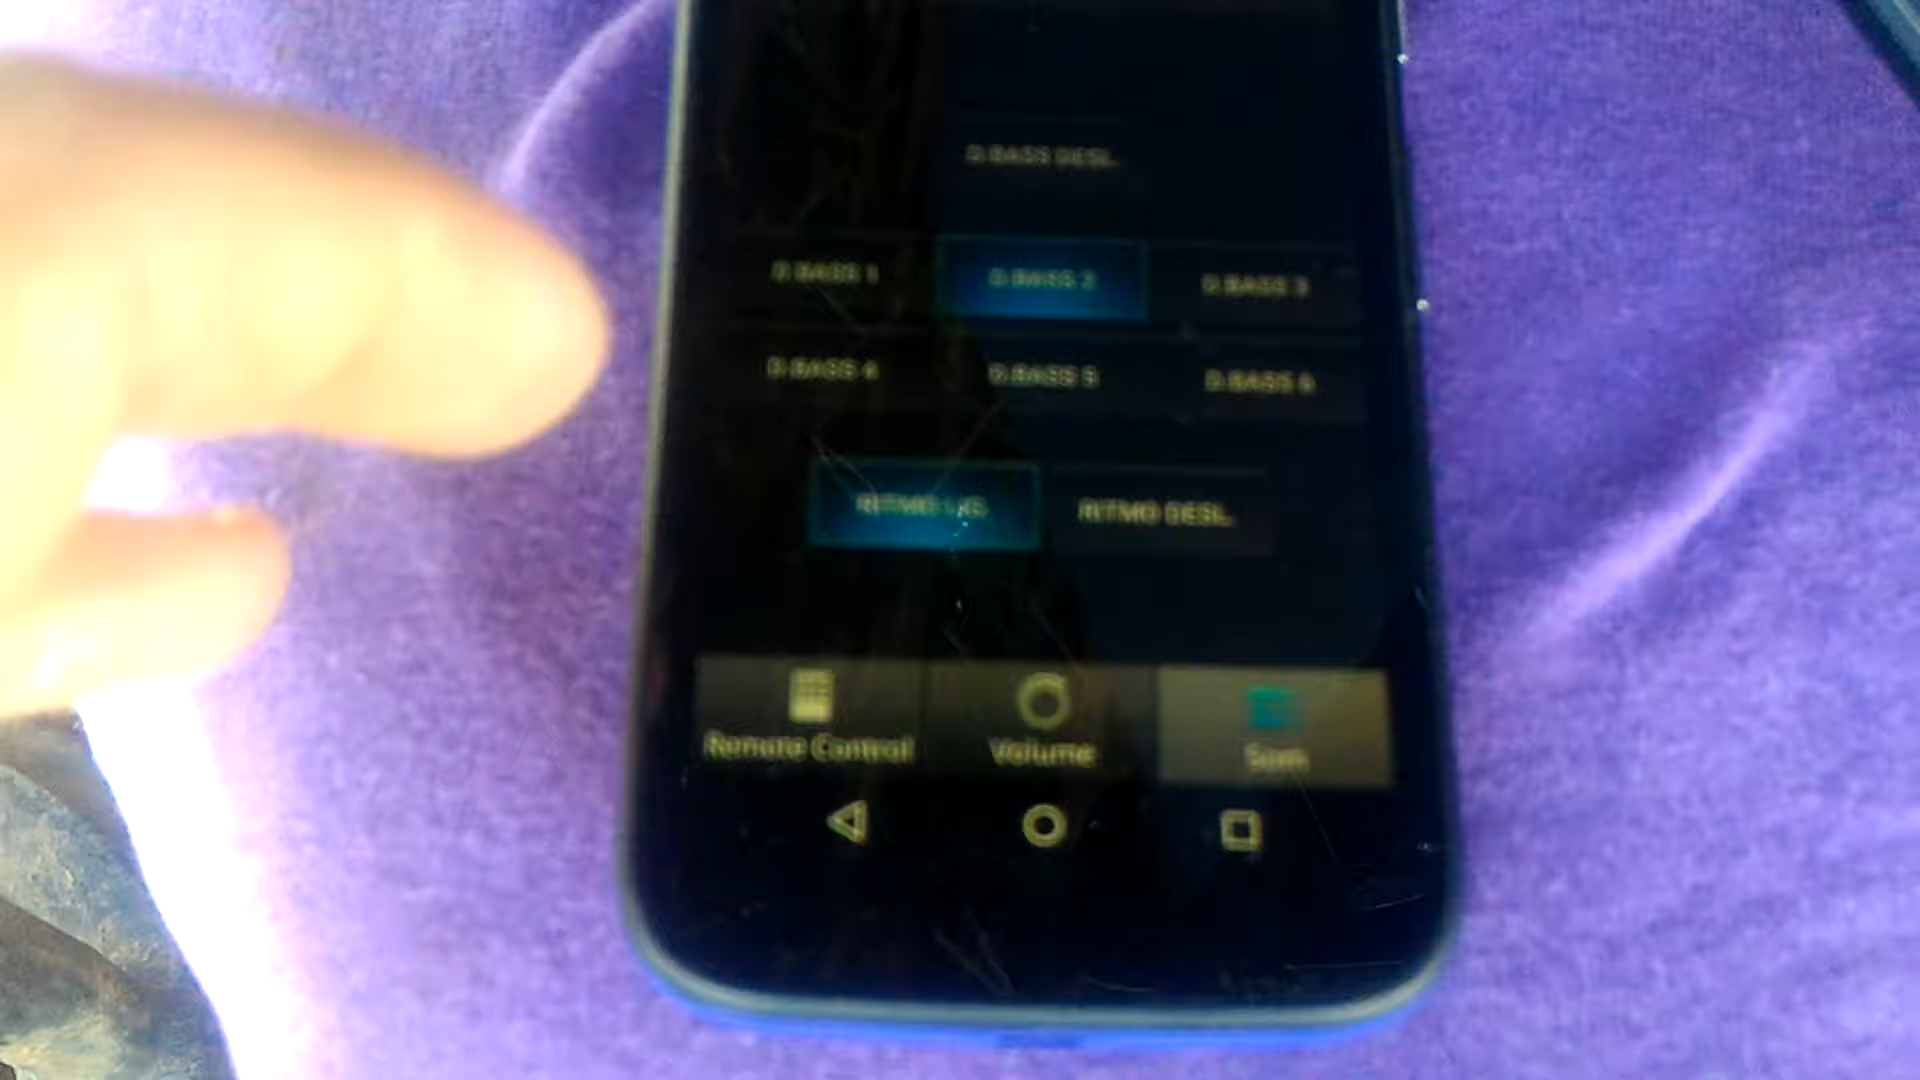 D.BASS DESL.
D.BASS 1 D.BASS 2 D.BASS 3
D.BASS 4 D.BASS 5 D.BASS 6
RITMO LIG. RITMO DESL.
Remote Control Volume Som